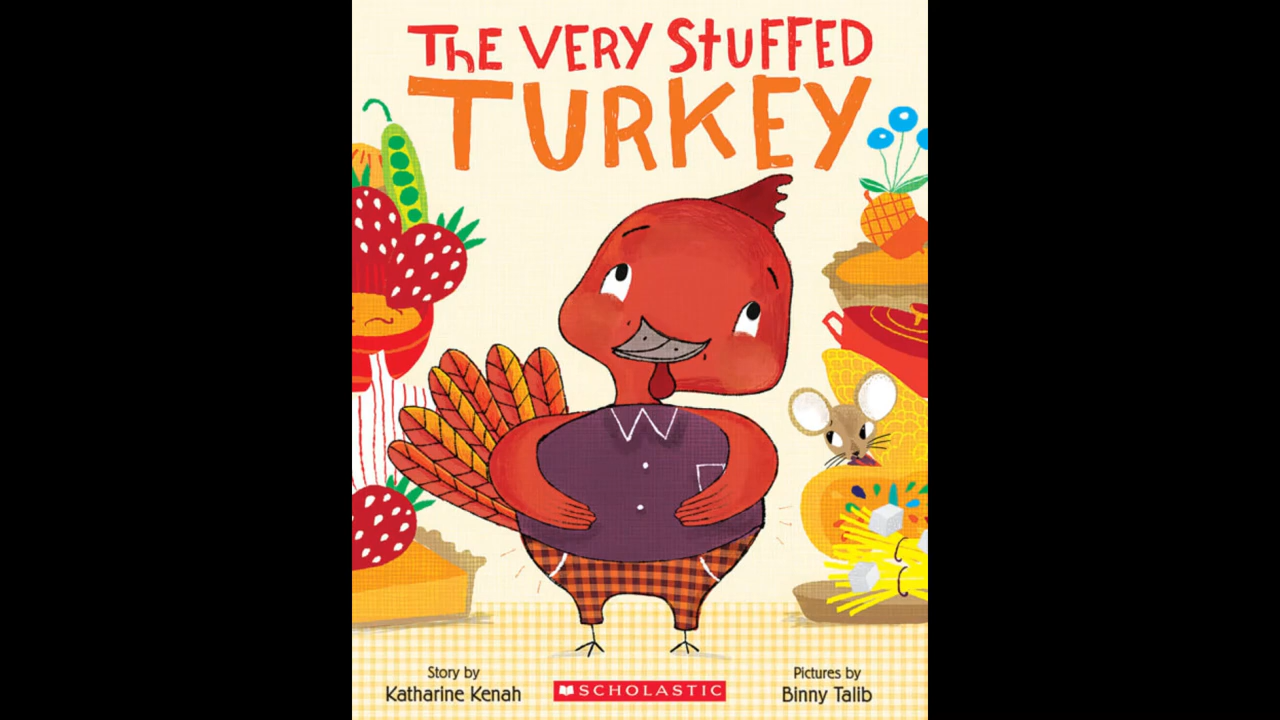 The VERY StUFFED
TURKEY
Story by
Katharine Kenah
SCHOLASTIC
Pictures by
Binny Talib